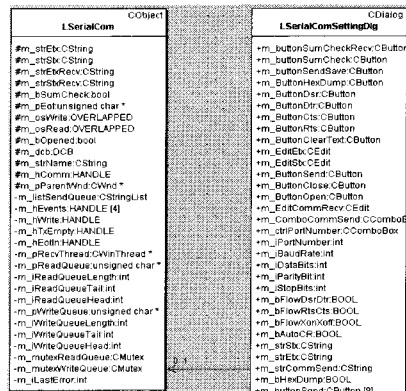 CObject
LSerialCom
#m_strEtx:CString
#m_strStx:CString
#m_strEtxRecv:CString
#m_strStxRecv:CString
#m_bSumCheck:bool
#m_pEot:unsigned char *
#m_osWrite:OVERLAPPED
#m_osRead:OVERLAPPED
#m_bOpened:bool
#m_dcb:DCB
#m_strName:CString
#m_hComm:HANDLE
#m_pParentWnd:CWnd *
-m_listSendQueue:CStringList
-m_hEvents:HANDLE [4]
-m_hWrite:HANDLE
-m_hTxEmpty:HANDLE
-m_hEotIn:HANDLE
-m_pRecvThread:CWinThread *
-m_pReadQueue:unsigned char *
-m_iReadQueueLength:int
-m_iReadQueueTail:int
-m_iReadQueueHead:int
-m_pWriteQueue:unsigned char *
-m_iWriteQueueLength:int
-m_iWriteQueueTail:int
-m_iWriteQueueHead:int
-m_mutexReadQueue:CMutex
-m_mutexWriteQueue:CMutex
-m_iLastError:int
0..1
CDialog
LSerialComSettingDlg
+m_buttonSumCheckRecv:CButton
+m_buttonSumCheck:CButton
+m_buttonSendSave:CButton
+m_ButtonHexDump:CButton
+m_ButtonDsr:CButton
+m_ButtonDtr:CButton
+m_ButtonCts:CButton
+m_ButtonRts:CButton
+m_ButtonClearText:CButton
+m_EditEtx:CEdit
+m_EditStx:CEdit
+m_ButtonSend:CButton
+m_ButtonClose:CButton
+m_ButtonOpen:CButton
+m_EditCommRecv:CEdit
+m_ComboCommSend:CComboB
+m_ctrlPortNumber:CComboBox
+m_iPortNumber:int
+m_iBaudRate:int
+m_iDataBits:int
+m_iParityBit:int
+m_iStopBits:int
+m_bFlowDsrDtr:BOOL
+m_bFlowRtsCts:BOOL
+m_bFlowXonXoff:BOOL
+m_bAutoCR:BOOL
+m_strStx:CString
+m_strEtx:CString
+m_strCommSend:CString
+m_bHexDump:BOOL
+m_buttonSend:CButton [9]